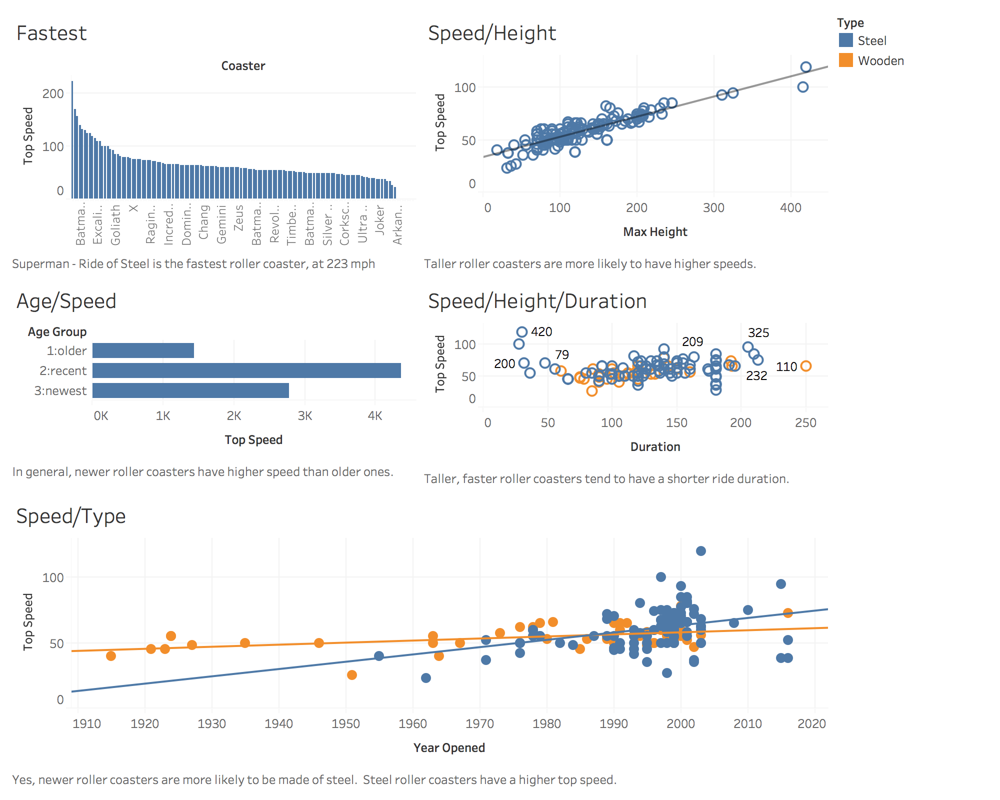 Fastest
Coaster
Top Speed
200
100
0
Batma..
Excali..
Goliath
X
Ragin..
Incred..
Domin..
Chang
Gemini
Zeus
Batma..
Revol..
Timbe..
Batma..
Silver ..
Corksc..
Ultra ..
Joker
Arkan..
Superman - Ride of Steel is the fastest roller coaster, at 223 mph
Speed/Height
Top Speed
100
50
0
0 100 200 300 400
Max Height
Taller roller coasters are more likely to have higher speeds.
Type
Steel
Wooden
Age/Speed
Age Group
1:older
2:recent
3:newest
0K 1K 2K 3K 4K
Top Speed
In general, newer roller coasters have higher speed than older ones.
Speed/Height/Duration
Top Speed
100
50
0
420
79
200
209
325
232
110
0 50 100 150 200 250
Duration
Taller, faster roller coasters tend to have a shorter ride duration.
Speed/Type
Top Speed
100
50
0
1910 1920 1930 1940 1950 1960 1970 1980 1990 2000 2010 2020
Year Opened
Yes, newer roller coasters are more likely to be made of steel.  Steel roller coasters have a higher top speed.